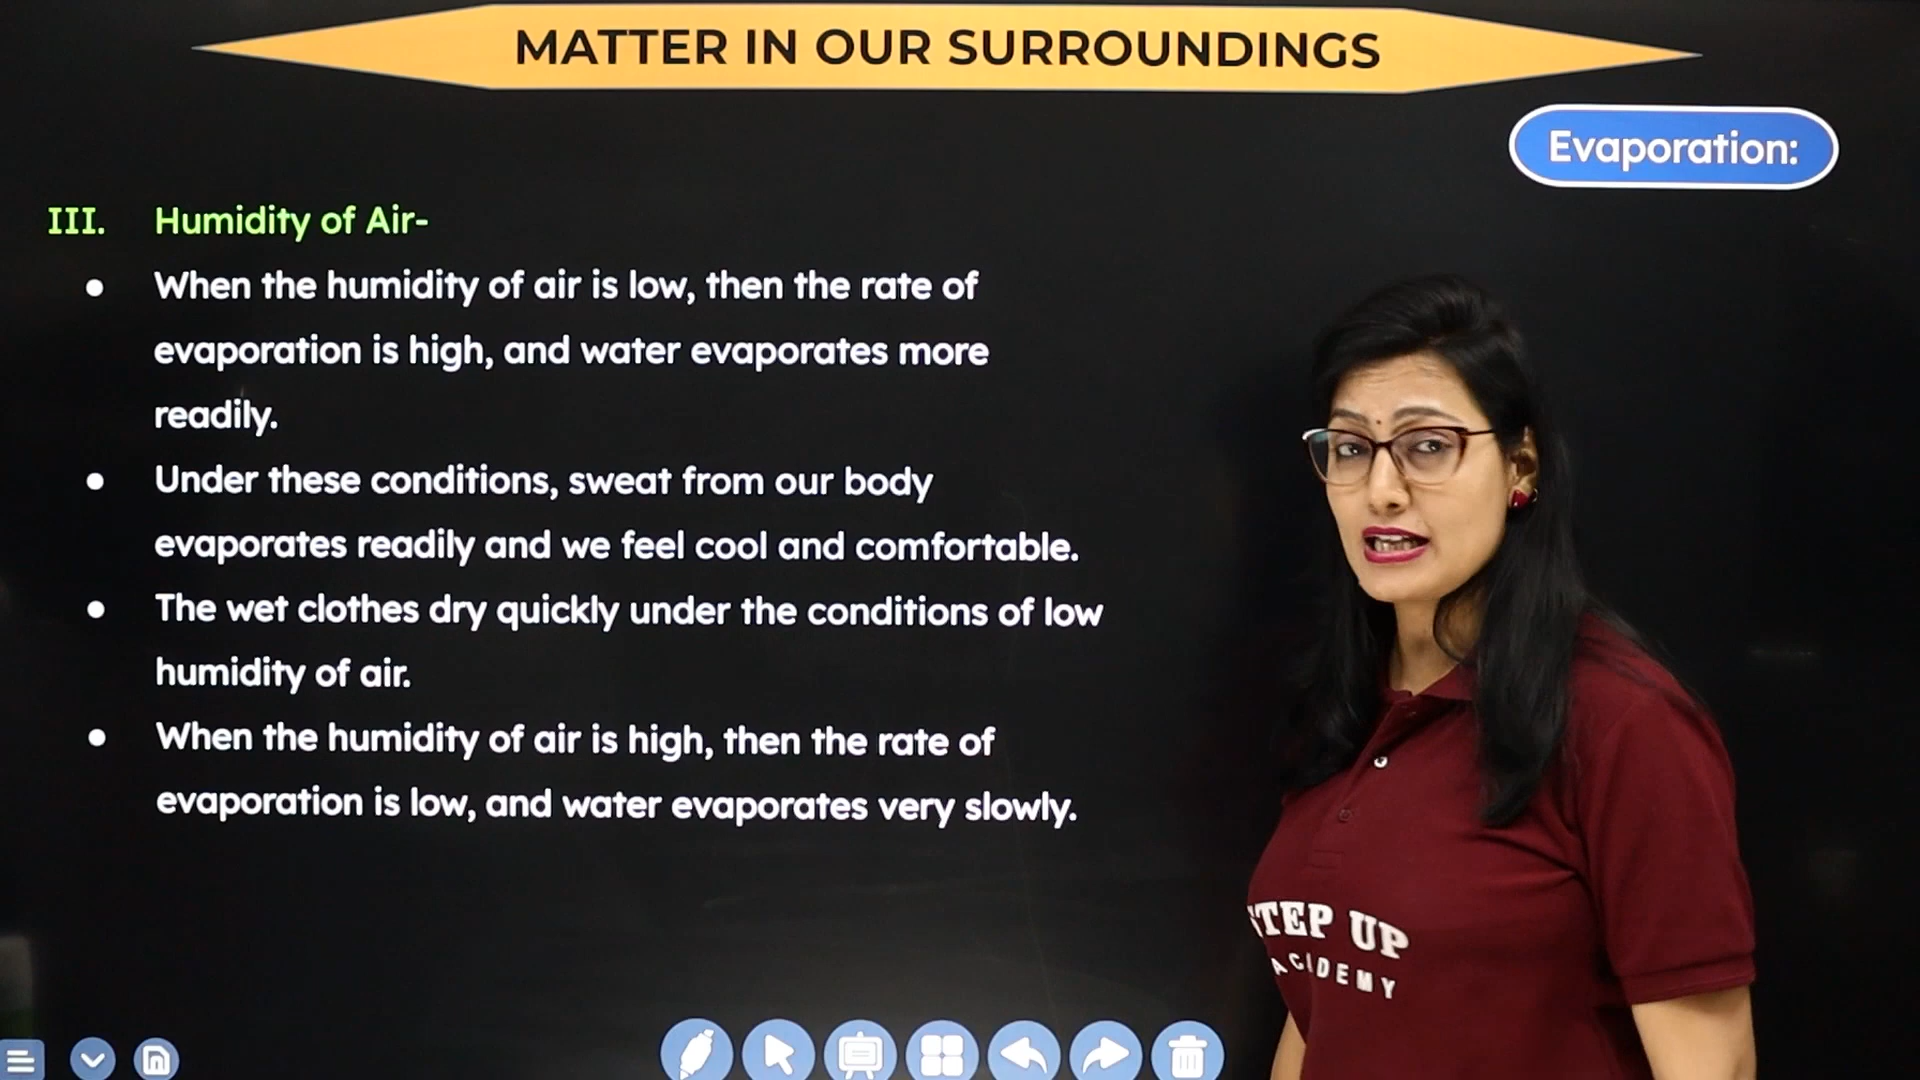 MATTER IN OUR SURROUNDINGS
Evaporation:
III. Humidity of Air-
● When the humidity of air is low, then the rate of
evaporation is high, and water evaporates more
readily.
● Under these conditions, sweat from our body
evaporates readily and we feel cool and comfortable.
● The wet clothes dry quickly under the conditions of low
humidity of air.
● When the humidity of air is high, then the rate of
evaporation is low, and water evaporates very slowly.
STEP UP
ACADEMY